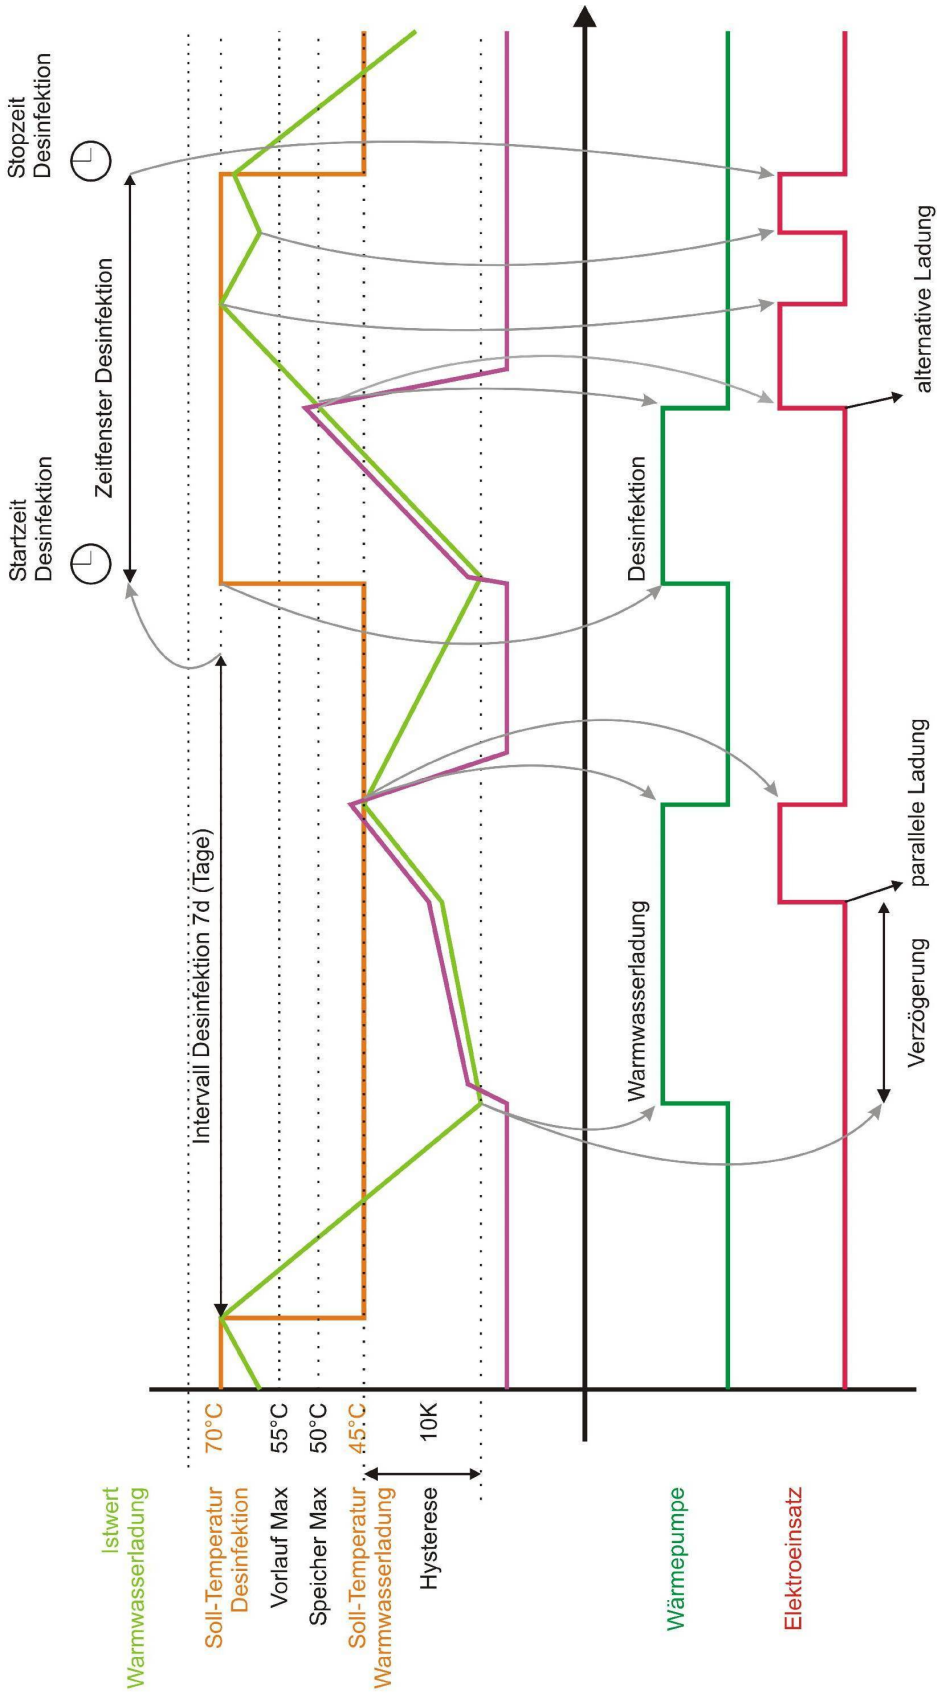 Stopzeit
Desinfektion
Zeitfenster Desinfektion
Startzeit
Desinfektion
Intervall Desinfektion 7d (Tage)
Istwert
Warmwasserladung
70°C
Soll-Temperatur
Desinfektion
55°C
Vorlauf Max
50°C
Speicher Max
45°C
Soll-Temperatur
Warmwasserladung
10K
Hysterese
Warmwasserladung
Desinfektion
Wärmepumpe
Elektroeinsatz
Verzögerung
parallele Ladung
alternative Ladung